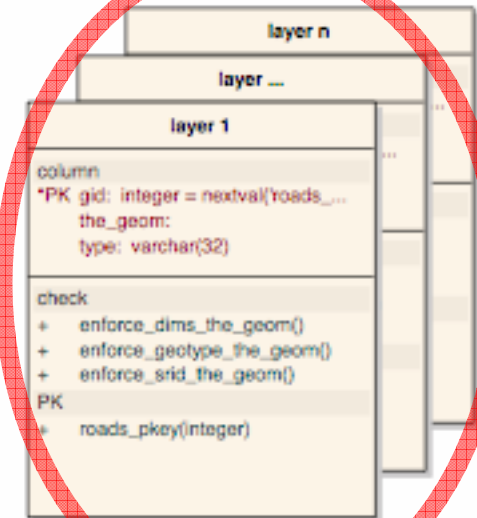 layer n
layer ...
layer 1
column
*PK gid: integer = nextval('roads_...
the_geom:
type: varchar(32)
check
+ enforce_dims_the_geom()
+ enforce_geotype_the_geom()
+ enforce_srid_the_geom()
PK
+ roads_pkey(integer)
...
...